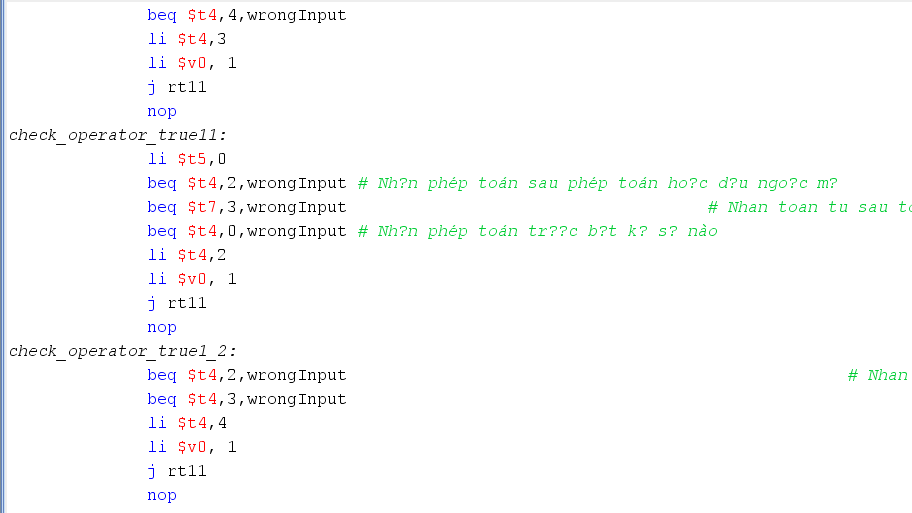 beq $t4,4,wrongInput
li $t4,3
li $v0, 1
j rt11
nop
check_operator_true11:
li $t5,0
beq $t4,2,wrongInput # Nh?n phép toán sau phép toán ho?c d?u ngo?c m?
beq $t7,3,wrongInput # Nhan toan tu sau to
beq $t4,0,wrongInput # Nh?n phép toán tr??c b?t k? s? nào
li $t4,2
li $v0, 1
j rt11
nop
check_operator_true1_2:
beq $t4,2,wrongInput # Nhan
beq $t4,3,wrongInput
li $t4,4
li $v0, 1
j rt11
nop